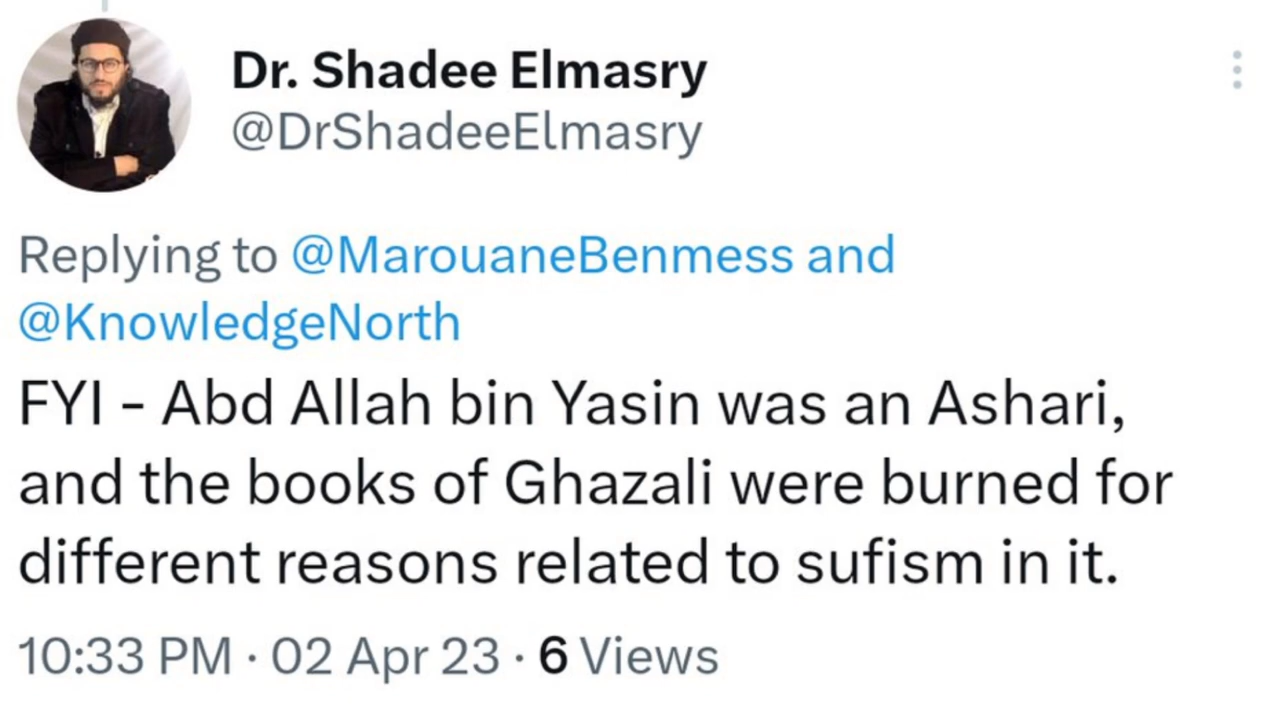 Dr. Shadee Elmasry
@DrShadeeElmasry
Replying to @MarouaneBenmess and
@KnowledgeNorth
FYI - Abd Allah bin Yasin was an Ashari,
and the books of Ghazali were burned for
different reasons related to sufism in it.
10:33 PM · 02 Apr 23 · 6 Views